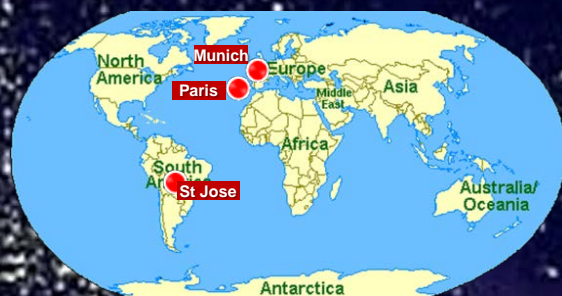 North
America
Munich
Europe
Paris
Middle
East
Asia
Africa
South
America
St Jose
Australia/
Oceania
Antarctica